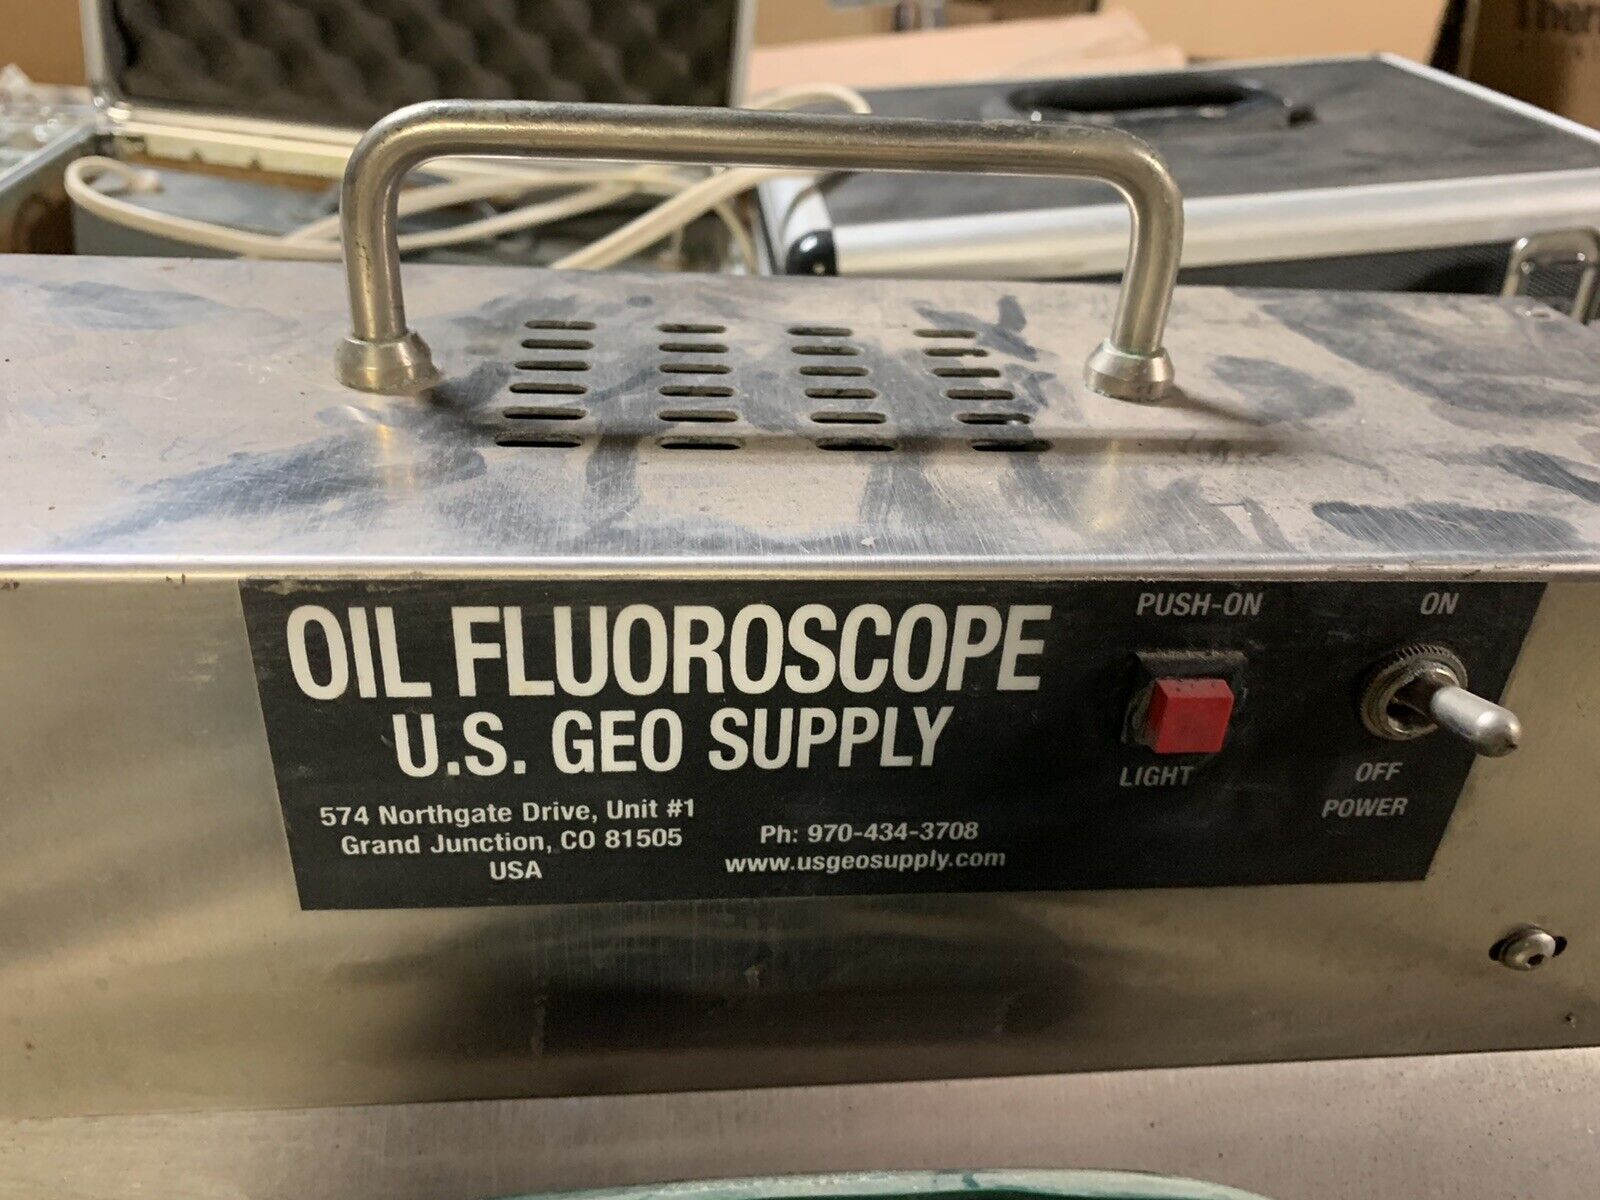 OIL FLUOROSCOPE
U.S. GEO SUPPLY
574 Northgate Drive, Unit #1
Grand Junction, CO 81505
USA
Ph: 970-434-3708
www.usgeosupply.com
PUSH-ON
LIGHT
ON
OFF
POWER